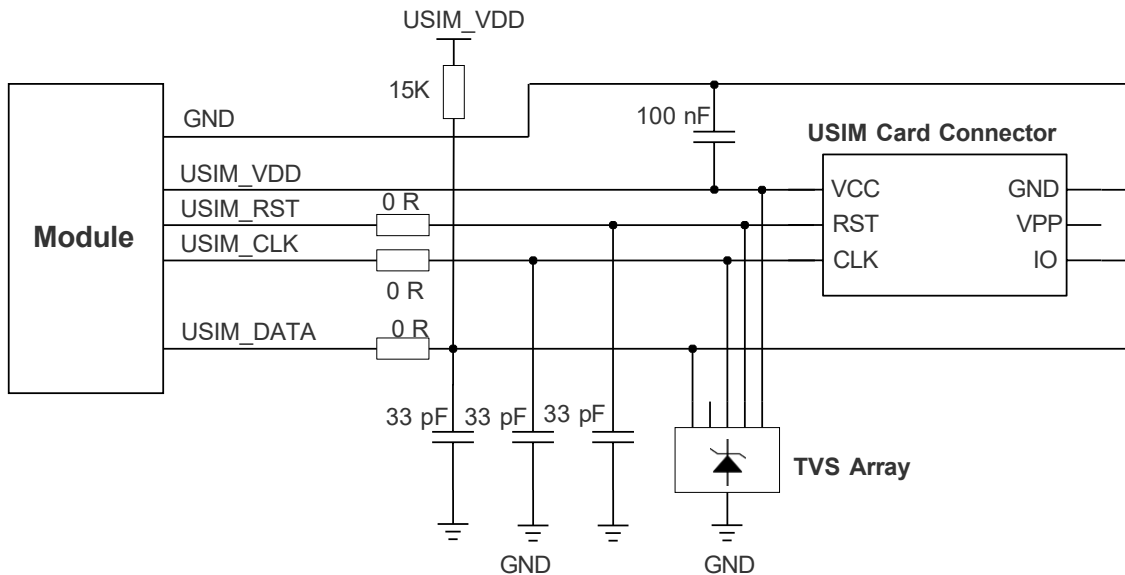 USIM_VDD
15K
GND
100 nF
USIM Card Connector
USIM_VDD
VCC
GND
0 R
USIM_RST
RST
VPP
Module
USIM_CLK
CLK
IO
0 R
USIM_DATA
0 R
33 pF
33 pF
33 pF
TVS Array
GND
GND